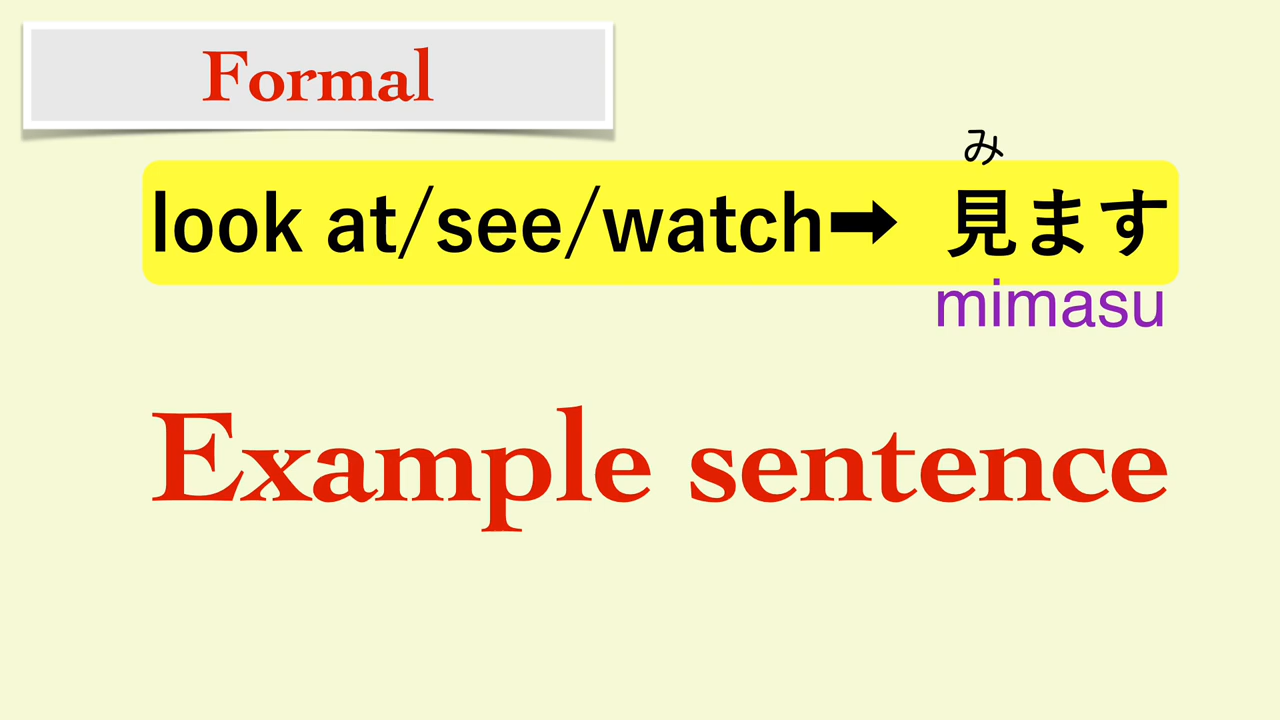 Formal
み
look at/see/watch➡ 見ます
mimasu
Example sentence